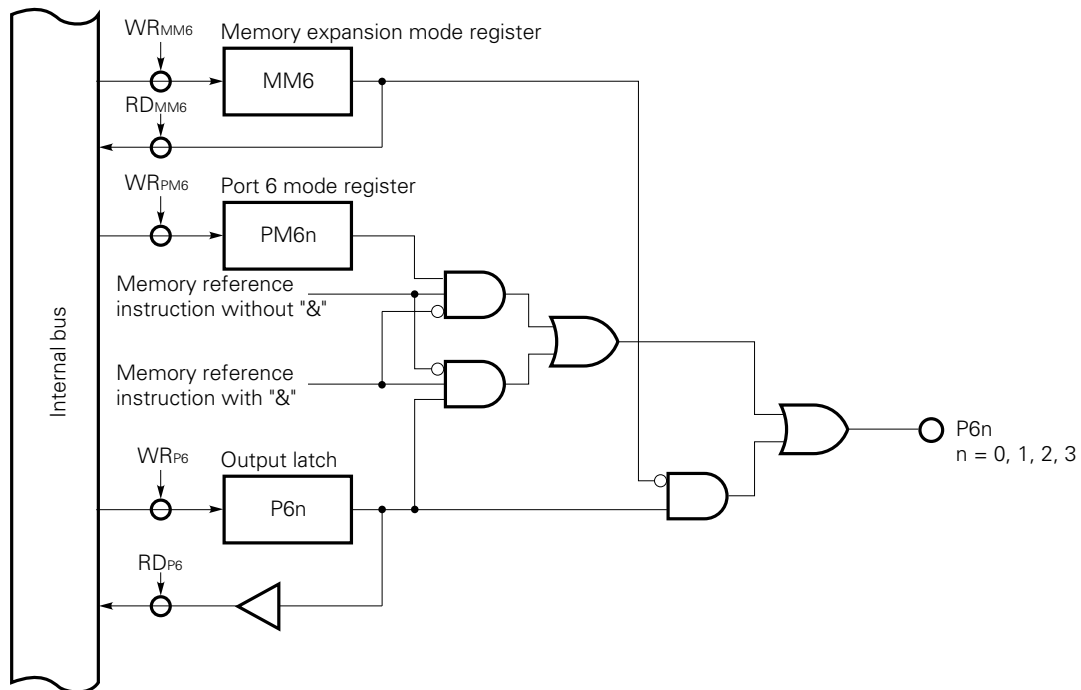 WRMM6
Memory expansion mode register
MM6
RDMM6
WRPM6
Port 6 mode register
PM6n
Memory reference
instruction without "&"
Memory reference
instruction with "&"
Internal bus
WRP6
Output latch
P6n
RDP6
P6n
n = 0, 1, 2, 3